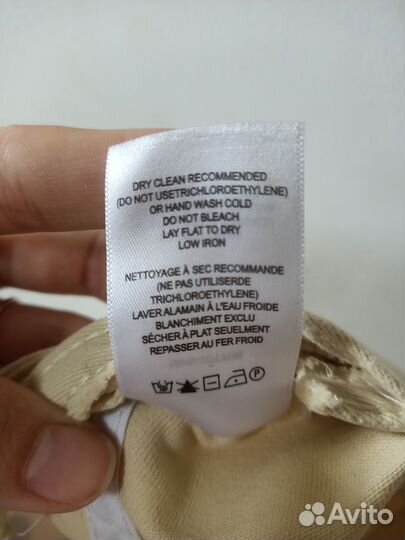 DRY CLEAN RECOMMENDED
(DO NOT USETRICHLOROETHYLENE)
OR HAND WASH COLD
DO NOT BLEACH
LAY FLAT TO DRY
LOW IRON
NETTOYAGE À SEC RECOMMANDE
(NE PAS UTILISERDE
TRICHLOROETHYLENE)
LAVER ALAMAIN À L'EAU FROIDE
BLANCHIMENT EXCLU
SÉCHER À PLAT SEUELMENT
REPASSER AU FER FROID
P
Avito